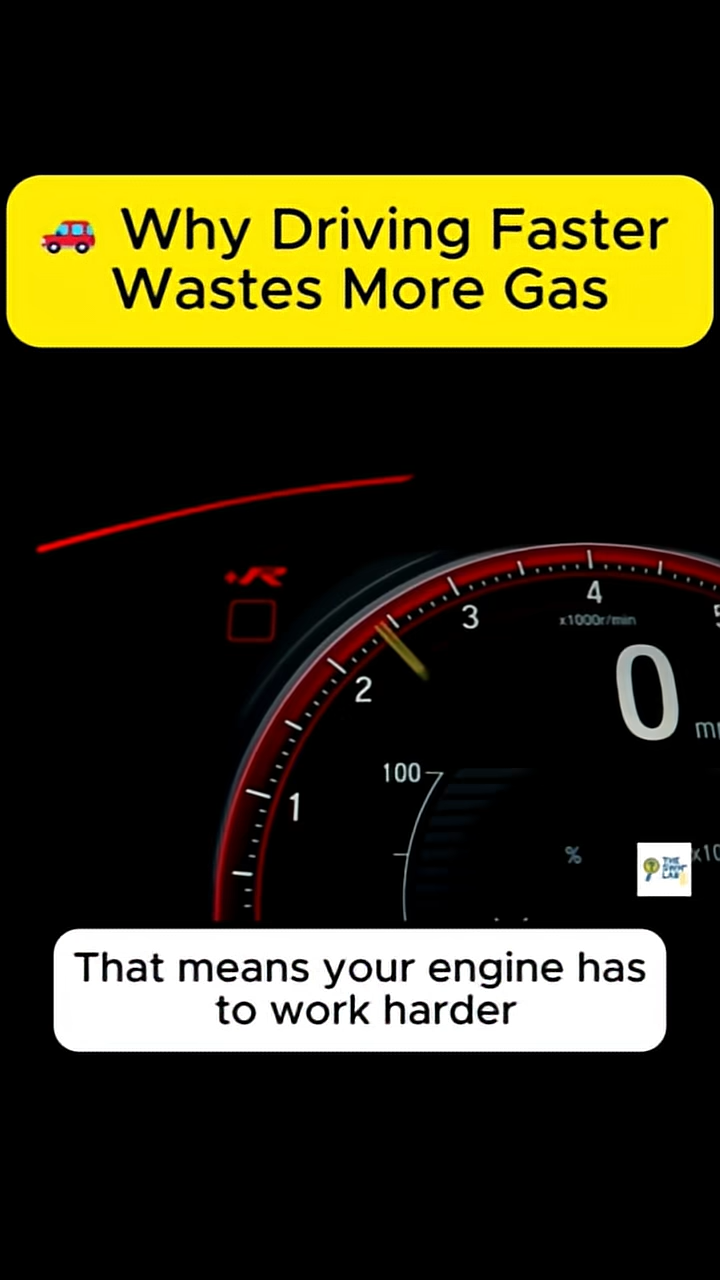 🚗 Why Driving Faster
Wastes More Gas
+R
4
3
x1000r/min
2
0
100
1
%
x10
That means your engine has
to work harder